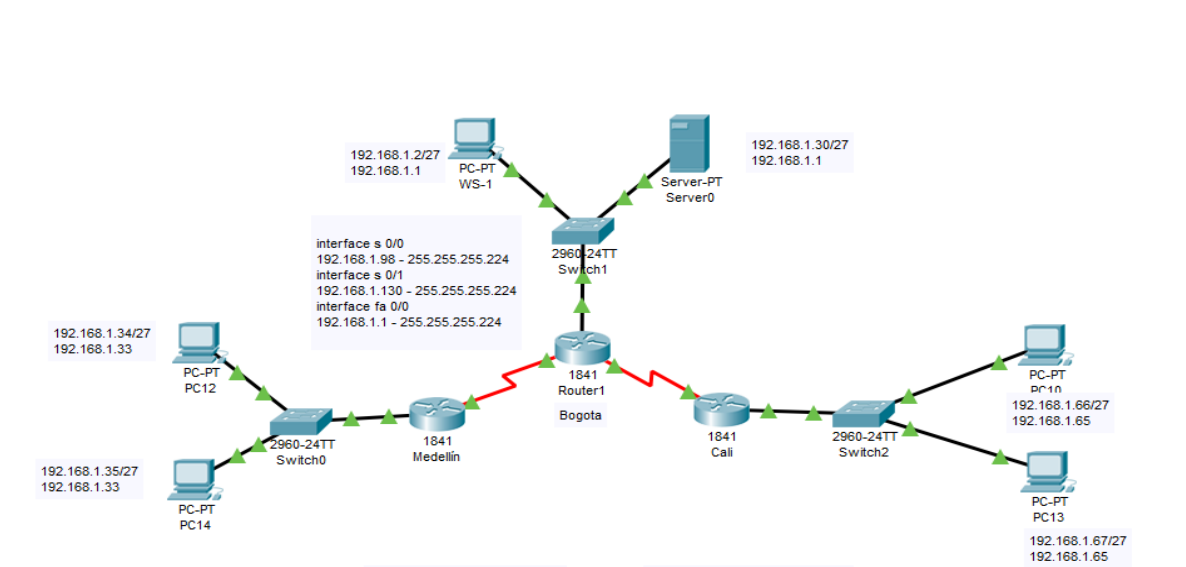 192.168.1.2/27
192.168.1.1
PC-PT
WS-1
Server-PT
Server0
192.168.1.30/27
192.168.1.1
interface s 0/0
192.168.1.98 - 255.255.255.224
interface s 0/1
192.168.1.130 - 255.255.255.224
interface fa 0/0
192.168.1.1 - 255.255.255.224
2960-24TT
Switch1
192.168.1.34/27
192.168.1.33
PC-PT
PC12
1841
Router1
Bogota
PC-PT
PC10
192.168.1.66/27
192.168.1.65
2960-24TT
Switch0
1841
Medellín
1841
Cali
2960-24TT
Switch2
192.168.1.35/27
192.168.1.33
PC-PT
PC14
PC-PT
PC13
192.168.1.67/27
192.168.1.65